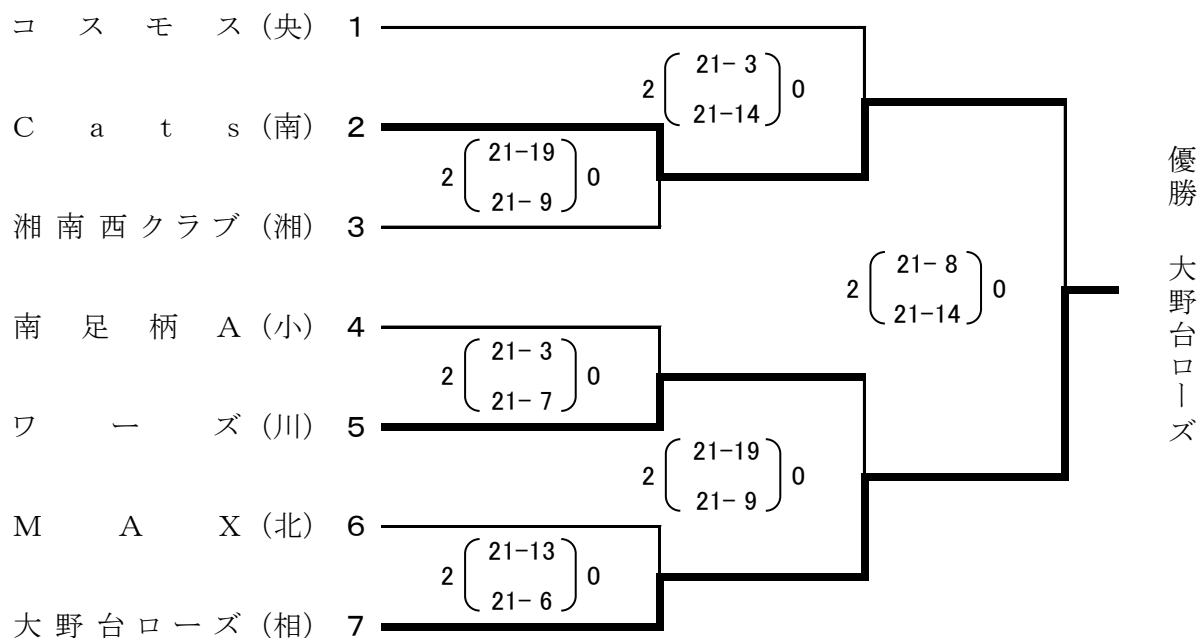 コスモス（央） 1
21- 3
2 0
21-14
Cats（南） 2
21-19
2 0
21- 9
湘南西クラブ（湘） 3
21- 8
2 0
21-14
南足柄A（小） 4
21- 3
2 0
21- 7
ワーズ（川） 5
21-19
2 0
21- 9
MAX（北） 6
21-13
2 0
21- 6
大野台ローズ（相） 7
優勝 大野台ローズ